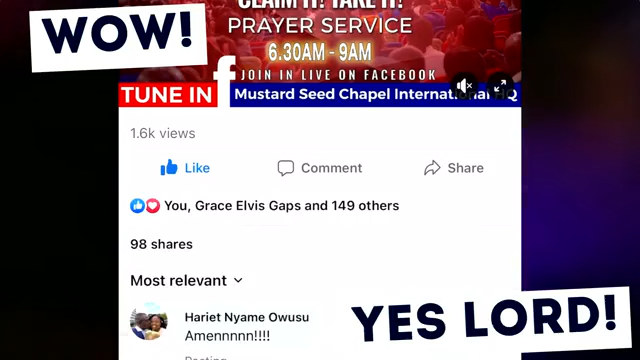 WOW!
CLAIM IT! TAKE IT!
PRAYER SERVICE
6.30AM - 9AM
JOIN IN LIVE ON FACEBOOK
TUNE IN
Mustard Seed Chapel International HQ
1.6k views
Like
Comment
Share
You, Grace Elvis Gaps and 149 others
98 shares
Most relevant
Hariet Nyame Owusu
Amennnnn!!!!
YES LORD!